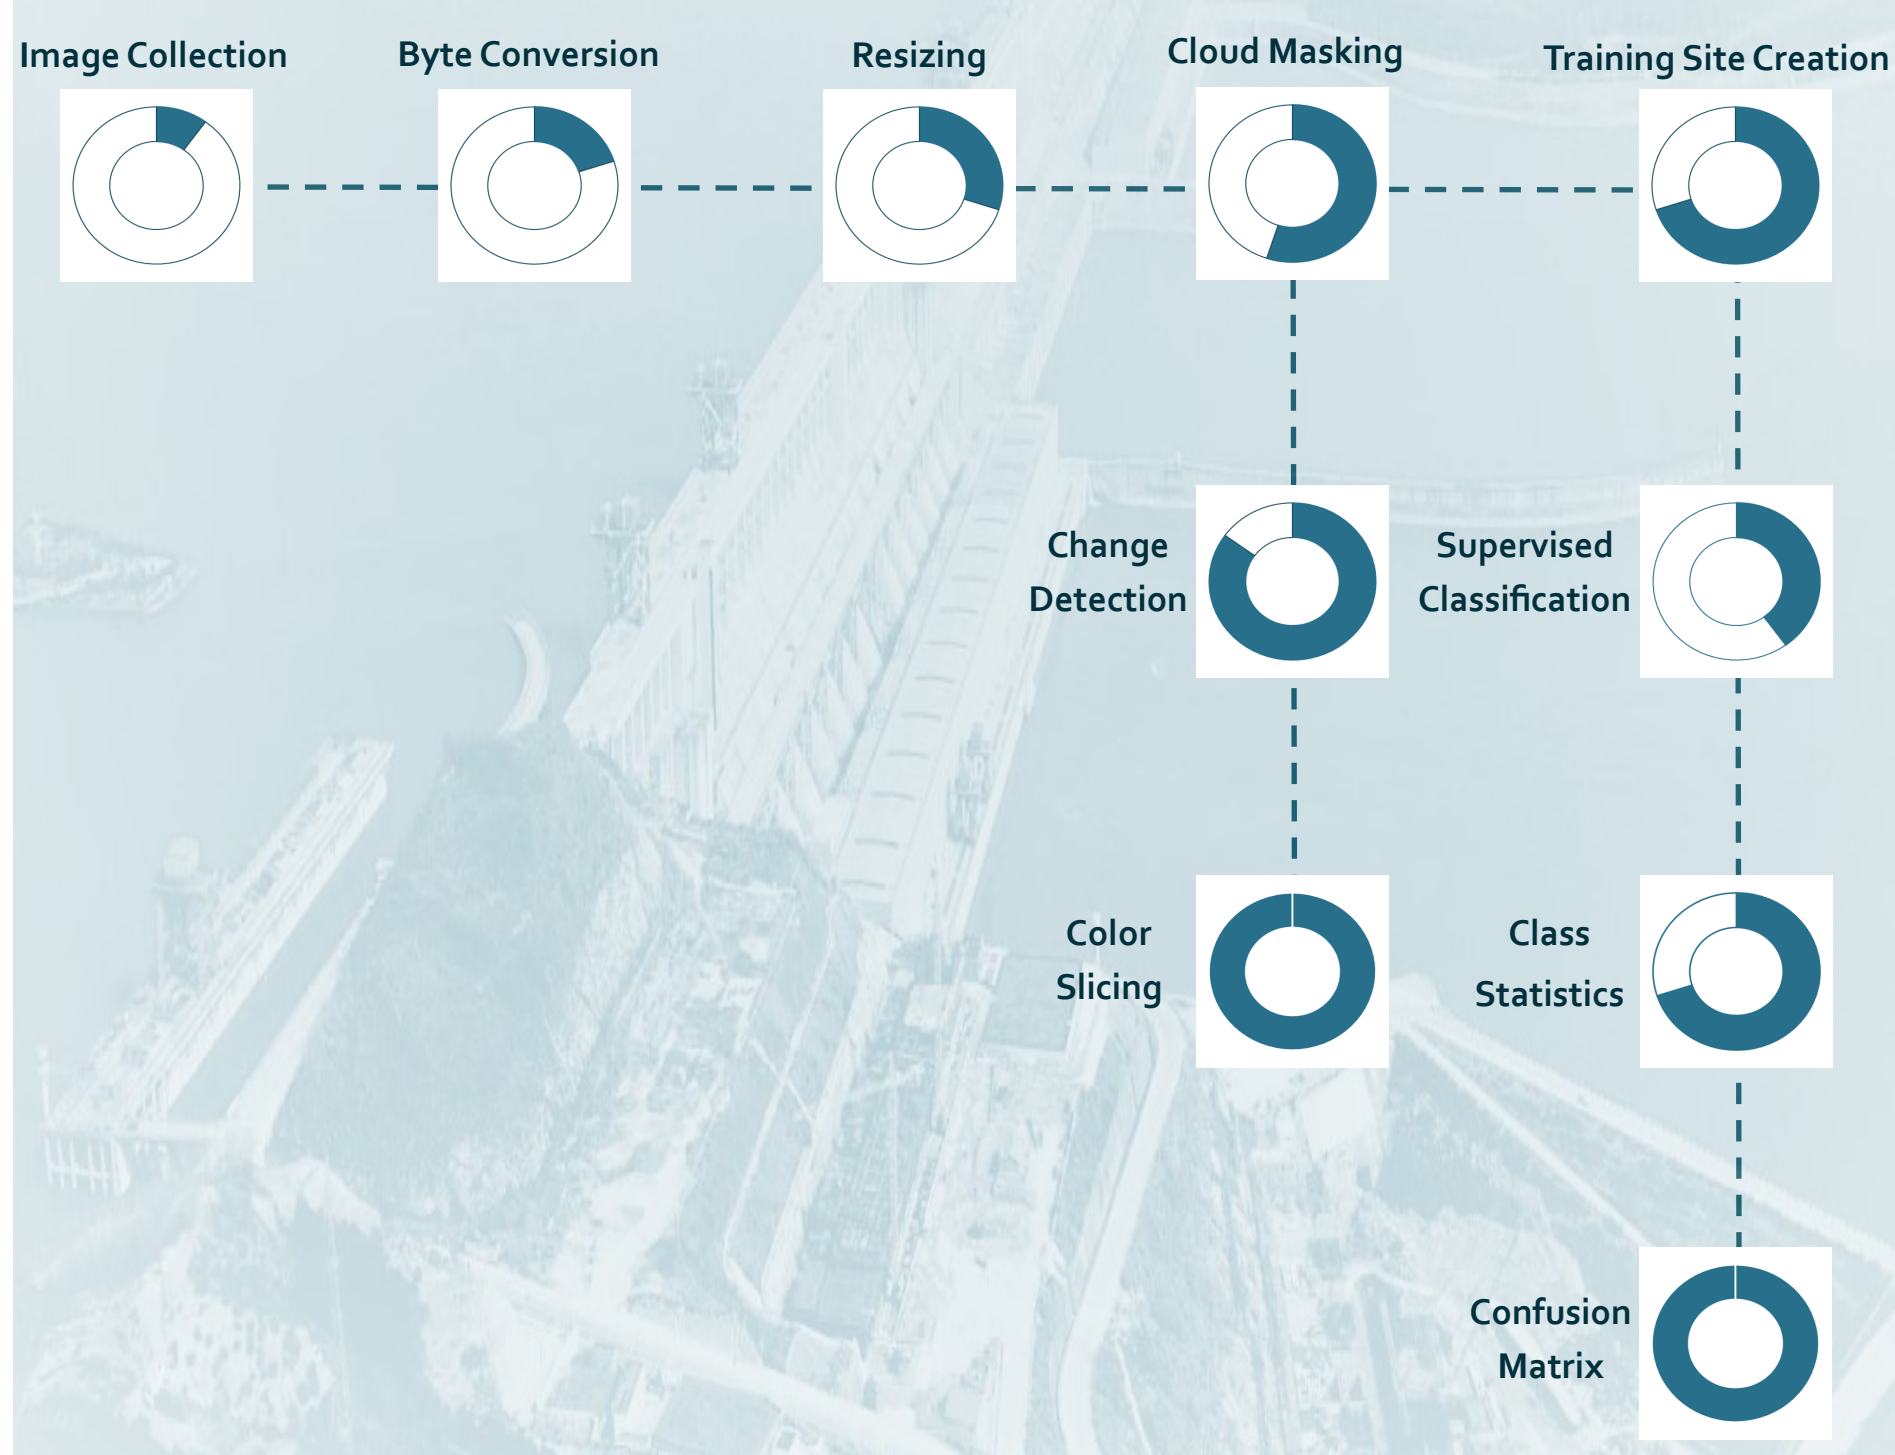 Image Collection
Byte Conversion
Resizing
Cloud Masking
Training Site Creation
Change
Detection
Supervised
Classification
Color
Slicing
Class
Statistics
Confusion
Matrix